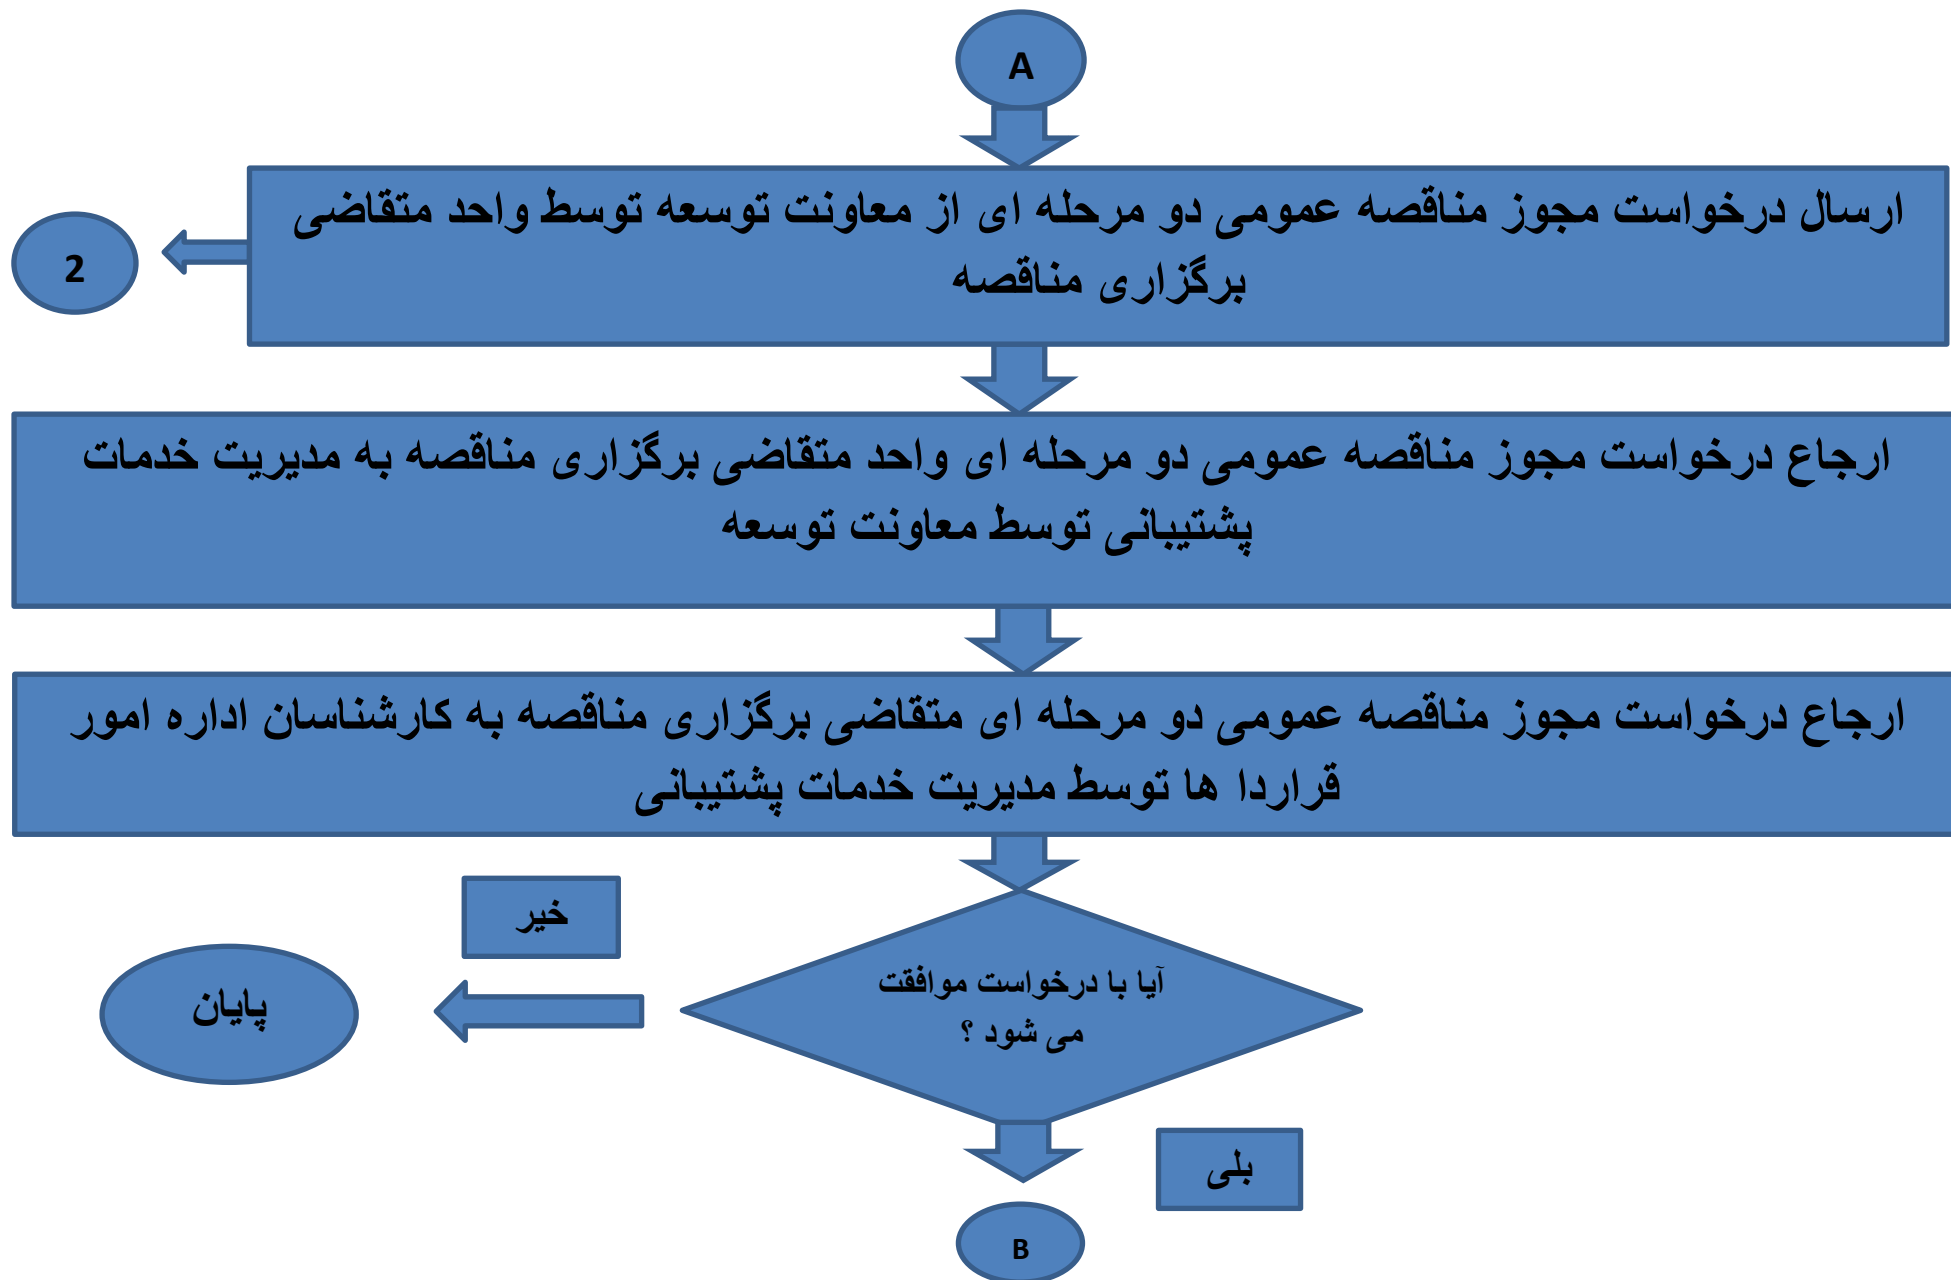 A
ارسال درخواست مجوز مناقصه عمومی دو مرحله ای از معاونت توسعه توسط واحد متقاضی
برگزاری مناقصه
2
ارجاع درخواست مجوز مناقصه عمومی دو مرحله ای واحد متقاضی برگزاری مناقصه به مدیریت خدمات
پشتیبانی توسط معاونت توسعه
ارجاع درخواست مجوز مناقصه عمومی دو مرحله ای متقاضی برگزاری مناقصه به کارشناسان اداره امور
قراردا ها توسط مدیریت خدمات پشتیبانی
خیر
آیا با درخواست موافقت
می شود ؟
پایان
بلی
B